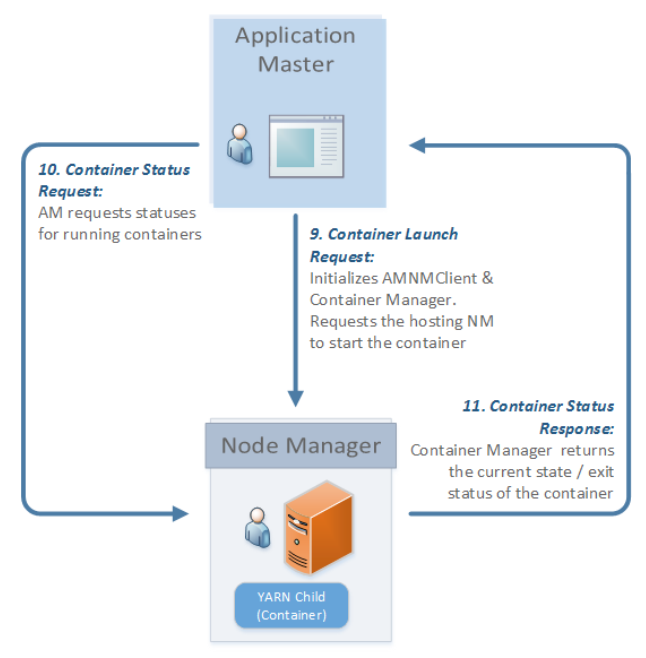 Application
Master
10. Container Status
Request:
AM requests statuses
for running containers
9. Container Launch
Request:
Initializes AMNMClient &
Container Manager.
Requests the hosting NM
to start the container
11. Container Status
Response:
Container Manager returns
the current state / exit
status of the container
Node Manager
YARN Child
(Container)